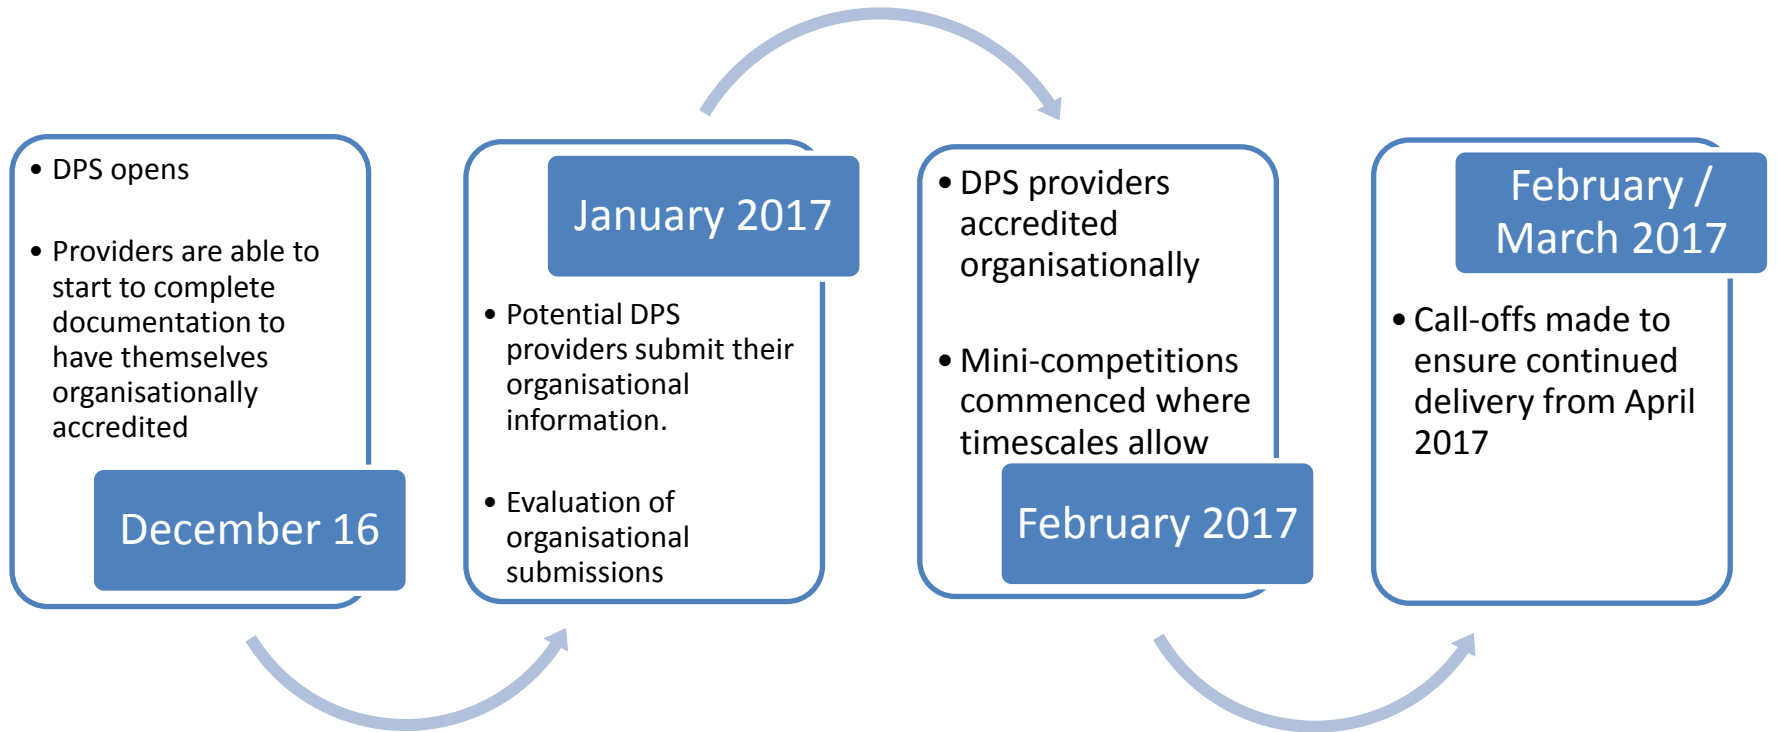 • DPS opens
• Providers are able to
start to complete
documentation to
have themselves
organisationally
accredited
December 16
January 2017
• Potential DPS
providers submit their
organisational
information.
• Evaluation of
organisational
submissions
• DPS providers
accredited
organisationally
• Mini-competitions
commenced where
timescales allow
February 2017
February /
March 2017
• Call-offs made to
ensure continued
delivery from April
2017